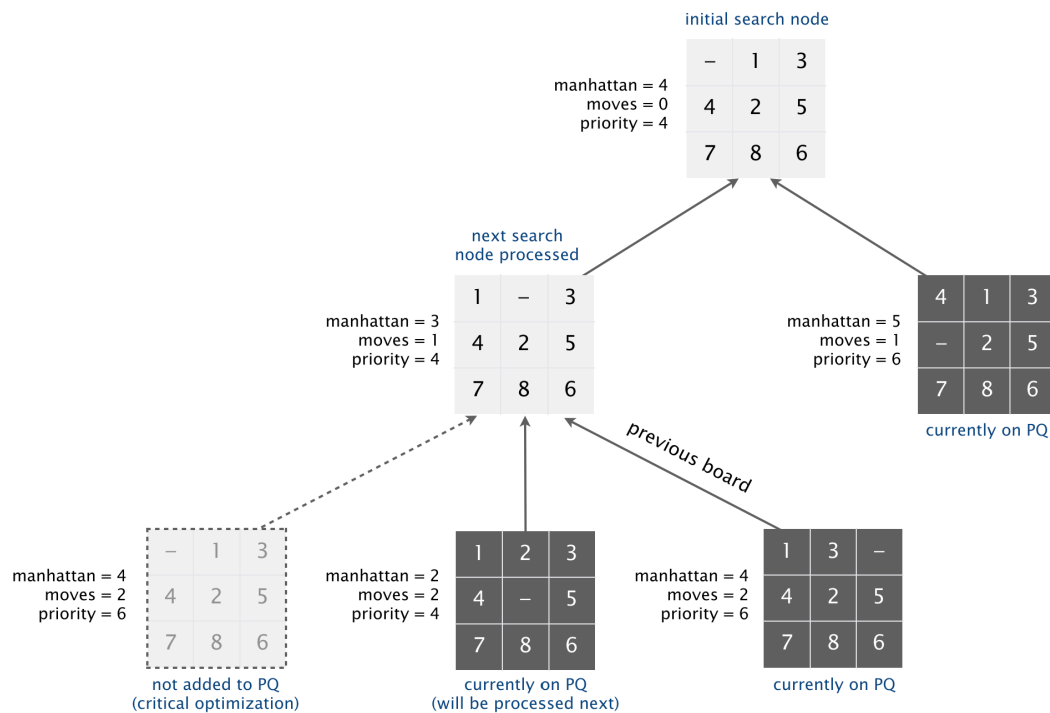 initial search node
manhattan = 4
moves = 0
priority = 4
– 1 3
4 2 5
7 8 6
next search
node processed
manhattan = 3
moves = 1
priority = 4
1 – 3
4 2 5
7 8 6
manhattan = 5
moves = 1
priority = 6
4 1 3
– 2 5
7 8 6
currently on PQ
previous board
manhattan = 4
moves = 2
priority = 6
– 1 3
4 2 5
7 8 6
not added to PQ
(critical optimization)
manhattan = 2
moves = 2
priority = 4
1 2 3
4 – 5
7 8 6
currently on PQ
(will be processed next)
manhattan = 4
moves = 2
priority = 6
1 3 –
4 2 5
7 8 6
currently on PQ